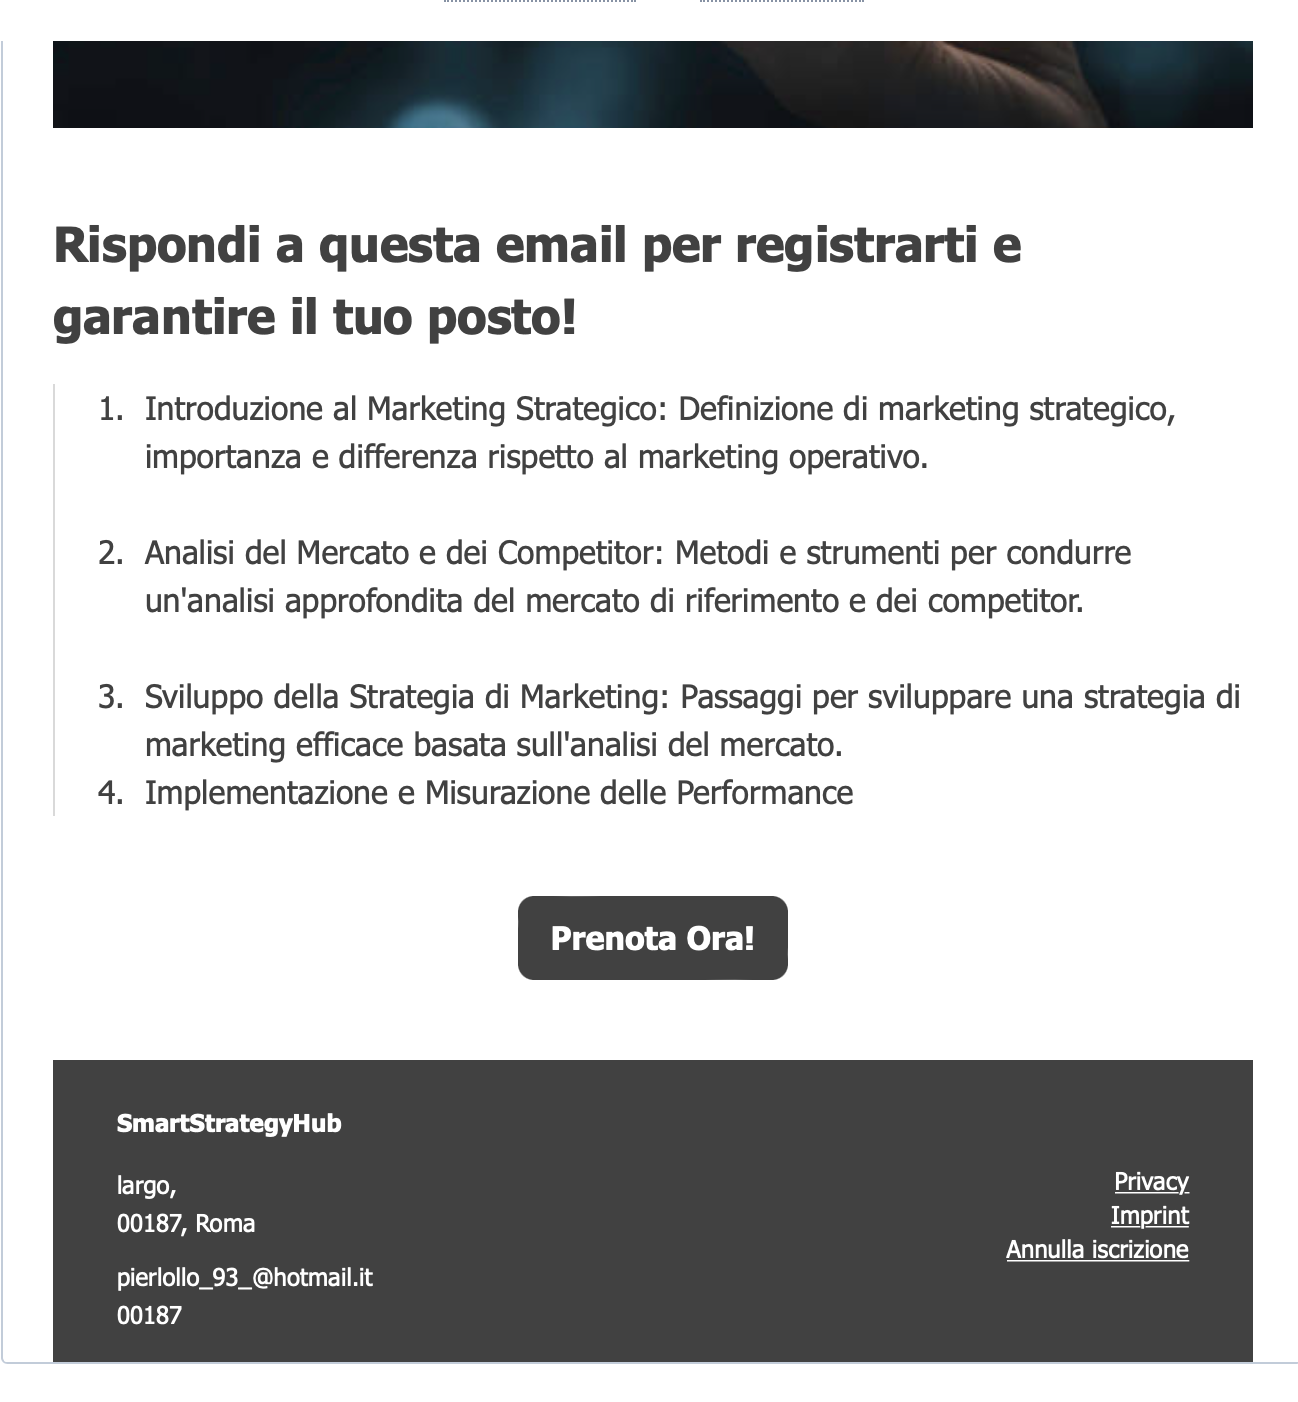 Rispondi a questa email per registrarti e
garantire il tuo posto!
1. Introduzione al Marketing Strategico: Definizione di marketing strategico,
importanza e differenza rispetto al marketing operativo.
2. Analisi del Mercato e dei Competitor: Metodi e strumenti per condurre
un'analisi approfondita del mercato di riferimento e dei competitor.
3. Sviluppo della Strategia di Marketing: Passaggi per sviluppare una strategia di
marketing efficace basata sull'analisi del mercato.
4. Implementazione e Misurazione delle Performance
Prenota Ora!
SmartStrategyHub
largo,
00187, Roma
pierlollo_93_@hotmail.it
00187
Privacy
Imprint
Annulla iscrizione